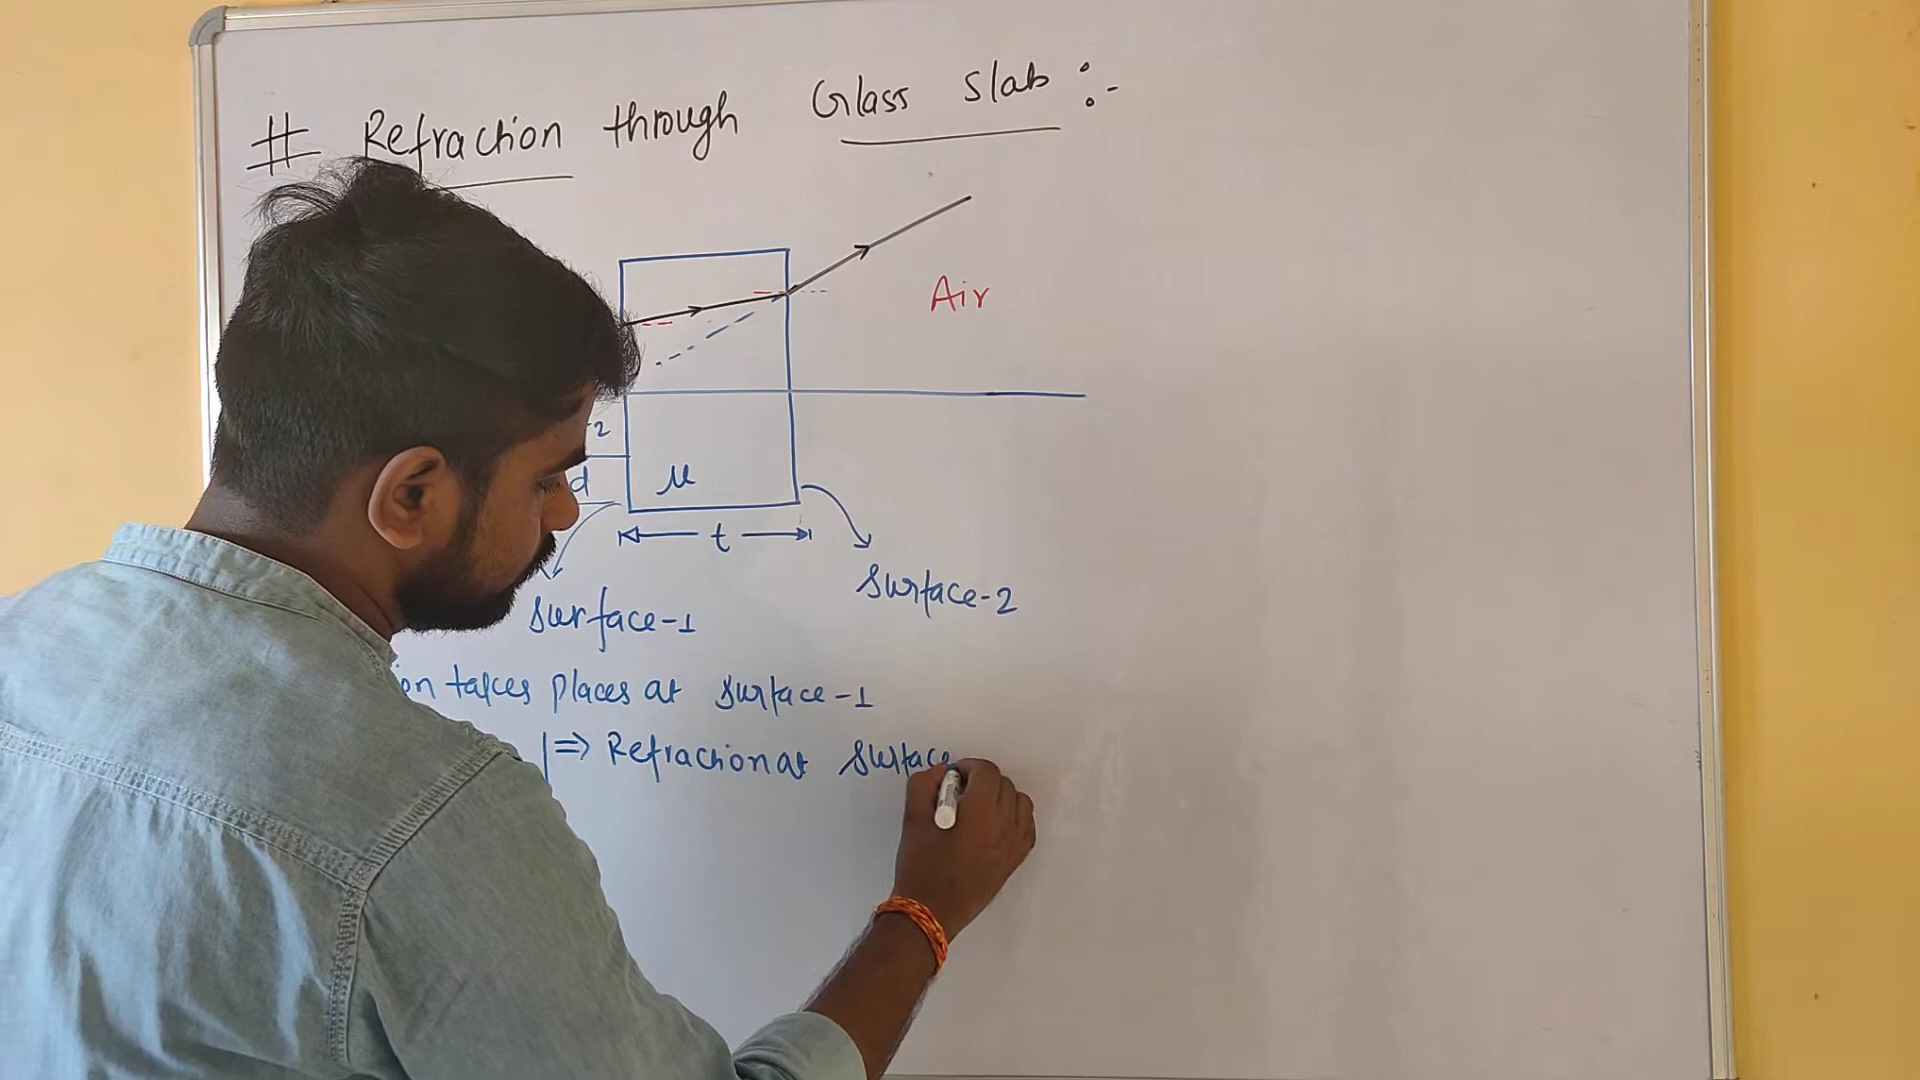 # Refraction through Glass Slab :-
Air
2
d
μ
t
Surface-2
Surface-1
on takes places at Surface-1
|⇒ Refraction at Surface